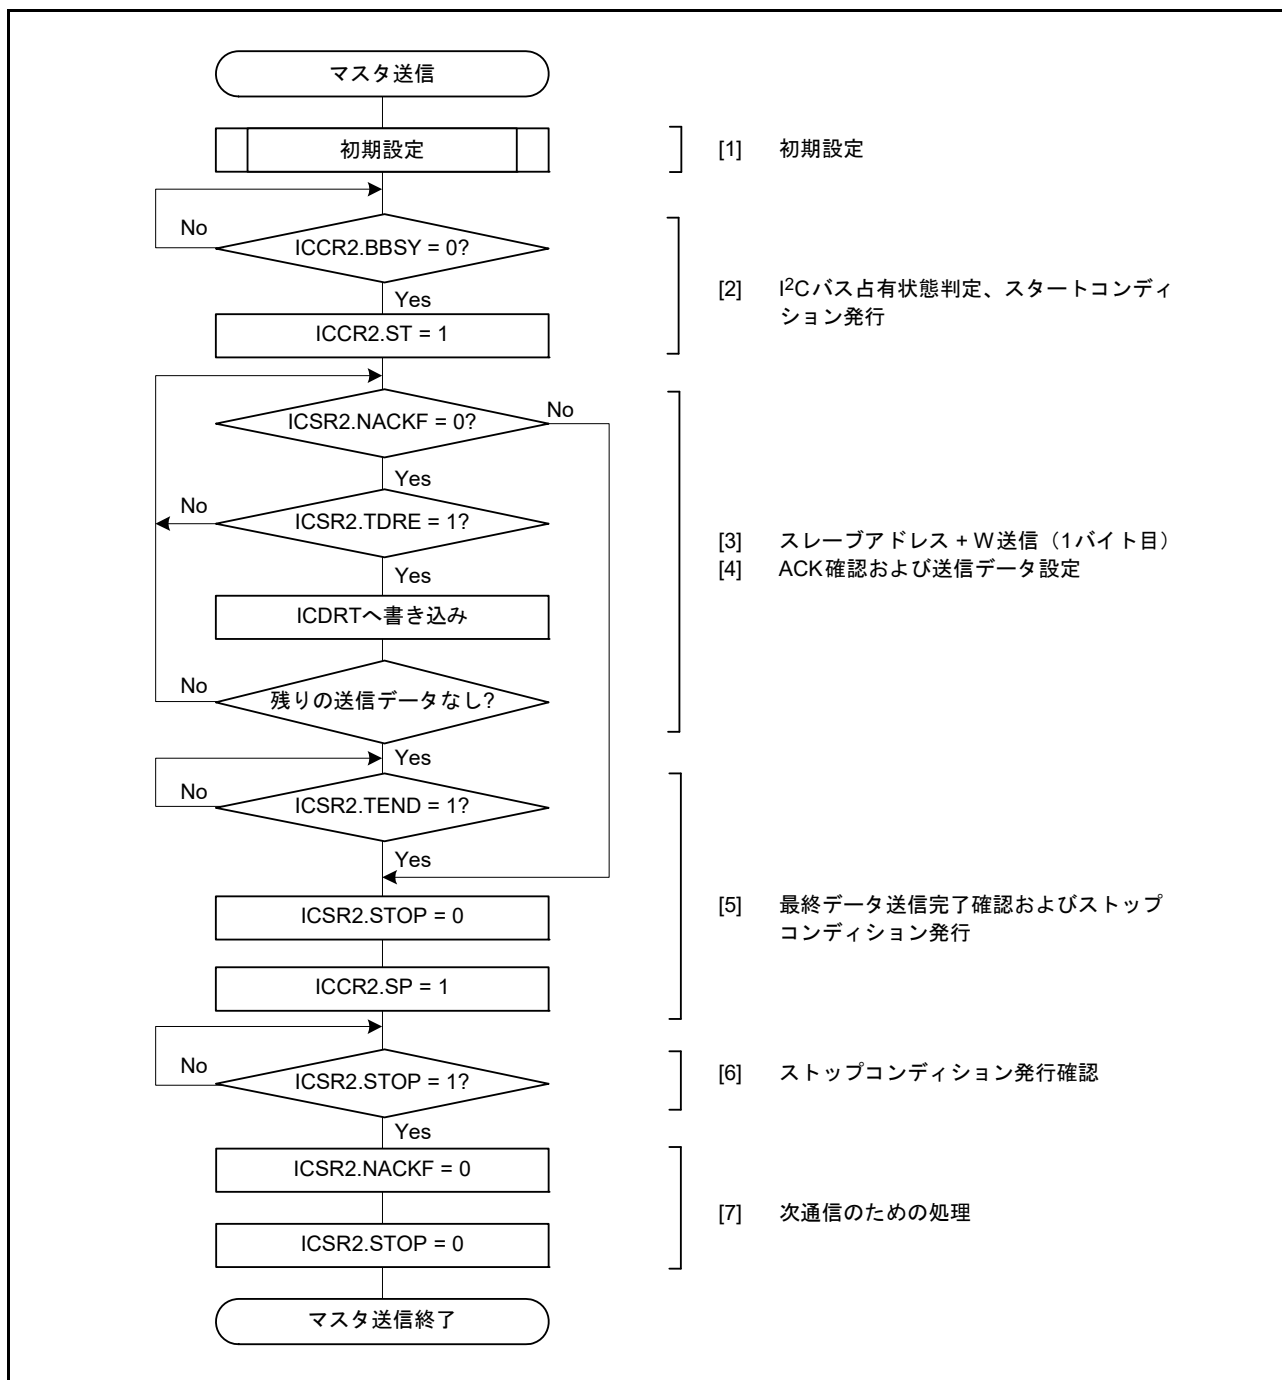 マスタ送信
初期設定
[1] 初期設定
No
ICCR2.BBSY = 0?
Yes
[2] I²Cバス占有状態判定、スタートコンディ
ション発行
ICCR2.ST = 1
ICSR2.NACKF = 0?
No
Yes
No
ICSR2.TDRE = 1?
[3] スレーブアドレス + W送信（1バイト目）
[4] ACK確認および送信データ設定
Yes
ICDRTへ書き込み
No
残りの送信データなし?
Yes
No
ICSR2.TEND = 1?
Yes
ICSR2.STOP = 0
[5] 最終データ送信完了確認およびストップ
コンディション発行
ICCR2.SP = 1
No
ICSR2.STOP = 1?
[6] ストップコンディション発行確認
Yes
ICSR2.NACKF = 0
[7] 次通信のための処理
ICSR2.STOP = 0
マスタ送信終了